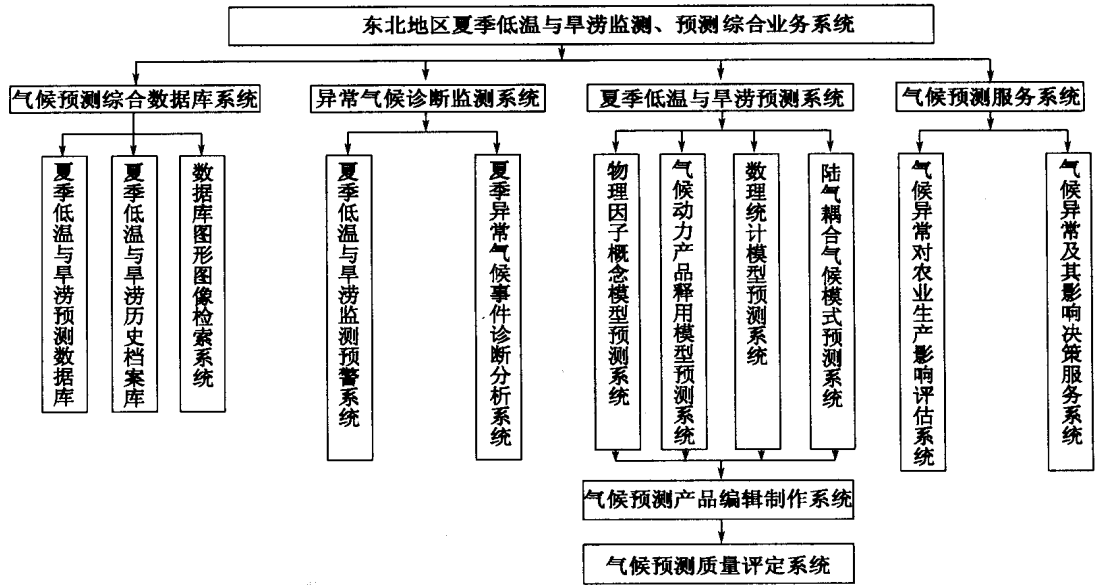 东北地区夏季低温与旱涝监测、预测综合业务系统
气候预测综合数据库系统
异常气候诊断监测系统
夏季低温与旱涝预测系统
气候预测服务系统
夏季低温与旱涝预测数据库
夏季低温与旱涝历史档案库
数据库图形图像检索系统
夏季低温与旱涝监测预警系统
夏季异常气候事件诊断分析系统
物理因子概念模型预测系统
气候动力产品释用模型预测系统
数理统计模型预测系统
陆气耦合气候模式预测系统
气候异常对农业生产影响评估系统
气候异常及其影响决策服务系统
气候预测产品编辑制作系统
气候预测质量评定系统